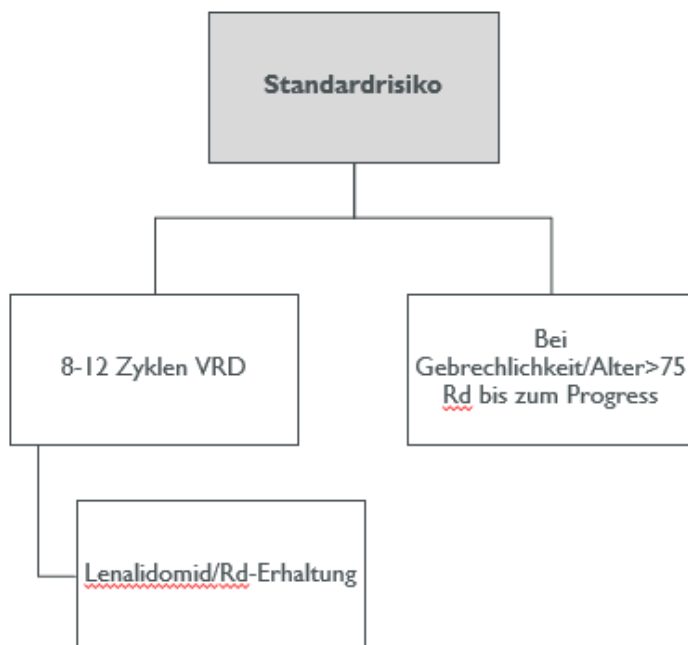 Standardrisiko
8-12 Zyklen VRD
Bei
Gebrechlichkeit/Alter>75
Rd bis zum Progress
Lenalidomid/Rd-Erhaltung